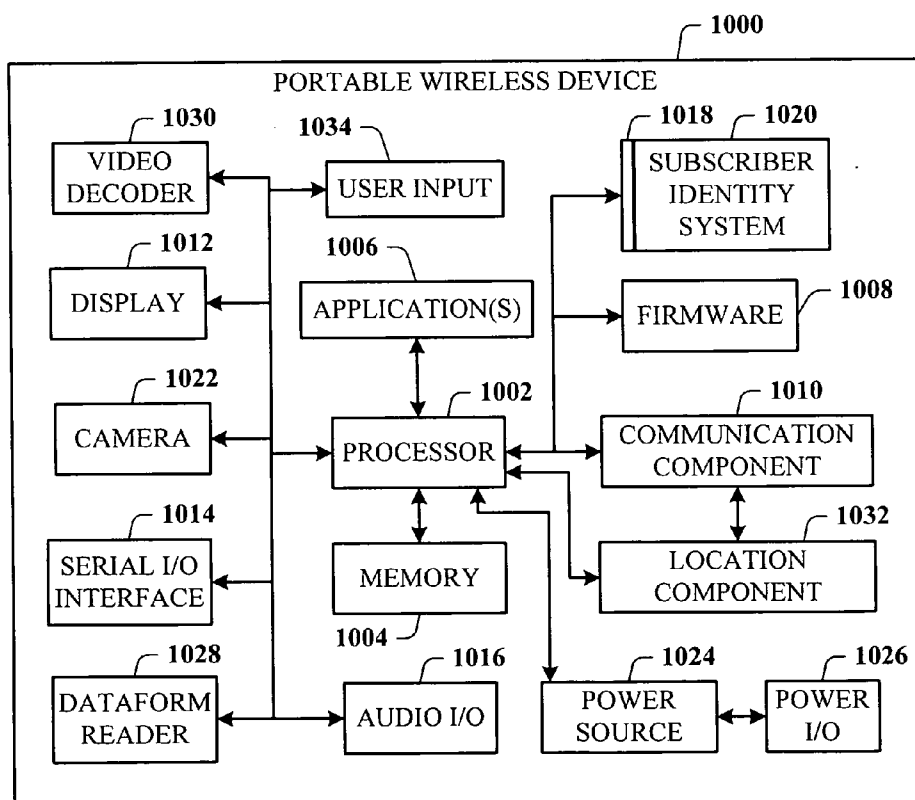 1000
PORTABLE WIRELESS DEVICE
1030
VIDEO
DECODER
1034
USER INPUT
1018
1020
SUBSCRIBER
IDENTITY
SYSTEM
1012
DISPLAY
1006
APPLICATION(S)
FIRMWARE
1008
1022
CAMERA
1002
PROCESSOR
1010
COMMUNICATION
COMPONENT
1014
SERIAL I/O
INTERFACE
MEMORY
1004
1032
LOCATION
COMPONENT
1028
DATAFORM
READER
1016
AUDIO I/O
1024
POWER
SOURCE
1026
POWER
I/O